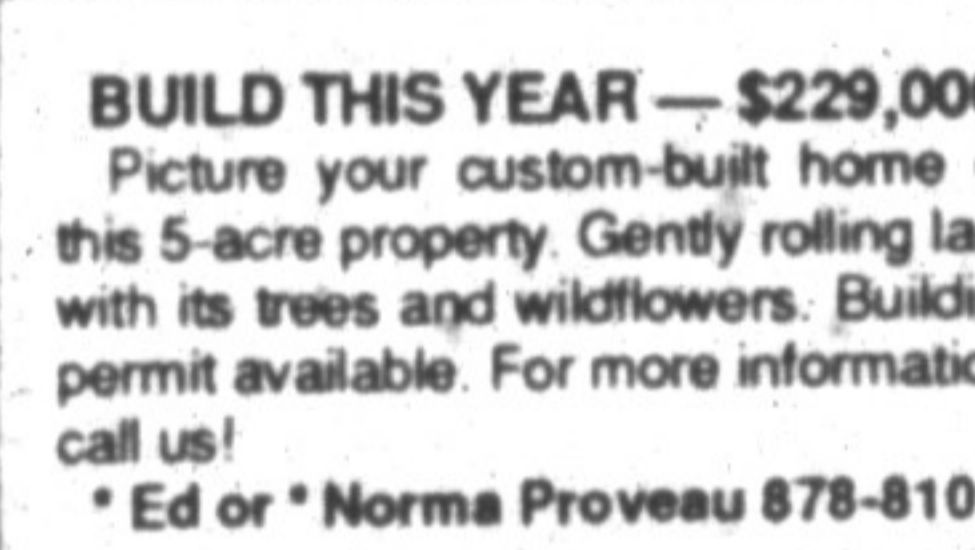 BUILD THIS YEAR — $229,00
Picture your custom-built home
this 5-acre property. Gently rolling la
with its trees and wildflowers. Buildi
permit available. For more informatio
call us!
* Ed or * Norma Proveau 878-810